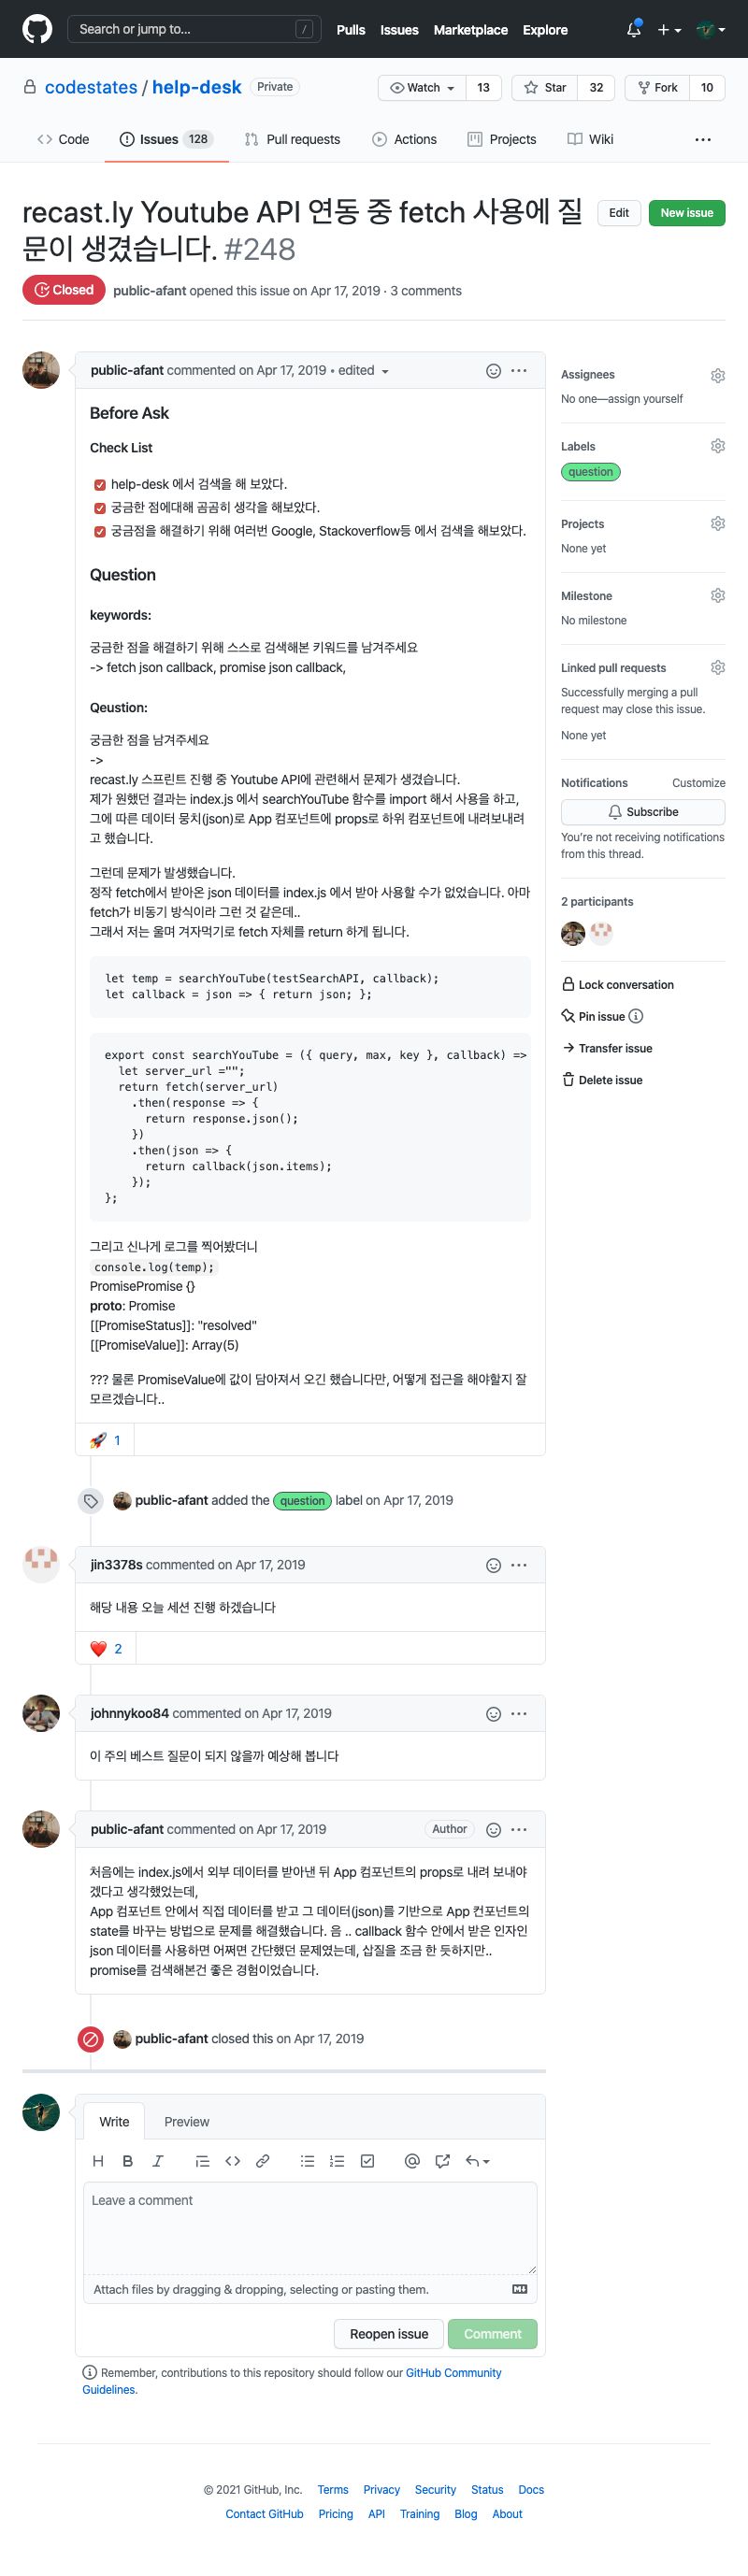 Search or jump to... / Pulls Issues Marketplace Explore
codestates / help-desk Private Watch 13 Star 32 Fork 10
Code Issues 128 Pull requests Actions Projects Wiki ...
recast.ly Youtube API 연동 중 fetch 사용에 질
문이 생겼습니다. #248
Edit New issue
Closed public-afant opened this issue on Apr 17, 2019 · 3 comments
public-afant commented on Apr 17, 2019 • edited
Before Ask
Check List
help-desk 에서 검색을 해 보았다.
궁금한 점에대해 곰곰히 생각을 해보았다.
궁금점을 해결하기 위해 여러번 Google, Stackoverflow등 에서 검색을 해보았다.
Question
keywords:
궁금한 점을 해결하기 위해 스스로 검색해본 키워드를 남겨주세요
-> fetch json callback, promise json callback,
Qeustion:
궁금한 점을 남겨주세요
->
recast.ly 스프린트 진행 중 Youtube API에 관련해서 문제가 생겼습니다.
제가 원했던 결과는 index.js 에서 searchYouTube 함수를 import 해서 사용을 하고,
그에 따른 데이터 뭉치(json)로 App 컴포넌트에 props로 하위 컴포넌트에 내려보내려
고 했습니다.
그런데 문제가 발생했습니다.
정작 fetch에서 받아온 json 데이터를 index.js 에서 받아 사용할 수가 없었습니다. 아마
fetch가 비동기 방식이라 그런 것 같은데..
그래서 저는 울며 겨자먹기로 fetch 자체를 return 하게 됩니다.
let temp = searchYouTube(testSearchAPI, callback);
let callback = json => { return json; };
export const searchYouTube = ({ query, max, key }, callback) =>
let server_url ="";
return fetch(server_url)
.then(response => {
return response.json();
})
.then(json => {
return callback(json.items);
});
};
그리고 신나게 로그를 찍어봤더니
console.log(temp);
PromisePromise {}
proto: Promise
[[PromiseStatus]]: "resolved"
[[PromiseValue]]: Array(5)
??? 물론 PromiseValue에 값이 담아져서 오긴 했습니다만, 어떻게 접근을 해야할지 잘
모르겠습니다..
1
public-afant added the question label on Apr 17, 2019
jin3378s commented on Apr 17, 2019
해당 내용 오늘 세션 진행 하겠습니다
2
johnnykoo84 commented on Apr 17, 2019
이 주의 베스트 질문이 되지 않을까 예상해 봅니다
public-afant commented on Apr 17, 2019 Author
처음에는 index.js에서 외부 데이터를 받아낸 뒤 App 컴포넌트의 props로 내려 보내야
겠다고 생각했었는데,
App 컴포넌트 안에서 직접 데이터를 받고 그 데이터(json)를 기반으로 App 컨포넌트의
state를 바꾸는 방법으로 문제를 해결했습니다. 음 .. callback 함수 안에서 받은 인자인
json 데이터를 사용하면 어쩌면 간단했던 문제였는데, 삽질을 조금 한 듯하지만..
promise를 검색해본건 좋은 경험이었습니다.
public-afant closed this on Apr 17, 2019
Write Preview
Leave a comment
Attach files by dragging & dropping, selecting or pasting them.
Reopen issue Comment
Remember, contributions to this repository should follow our GitHub Community
Guidelines.
Assignees
No one—assign yourself
Labels
question
Projects
None yet
Milestone
No milestone
Linked pull requests
Successfully merging a pull
request may close this issue.
None yet
Notifications Customize
Subscribe
You're not receiving notifications
from this thread.
2 participants
Lock conversation
Pin issue
Transfer issue
Delete issue
© 2021 GitHub, Inc. Terms Privacy Security Status Docs
Contact GitHub Pricing API Training Blog About